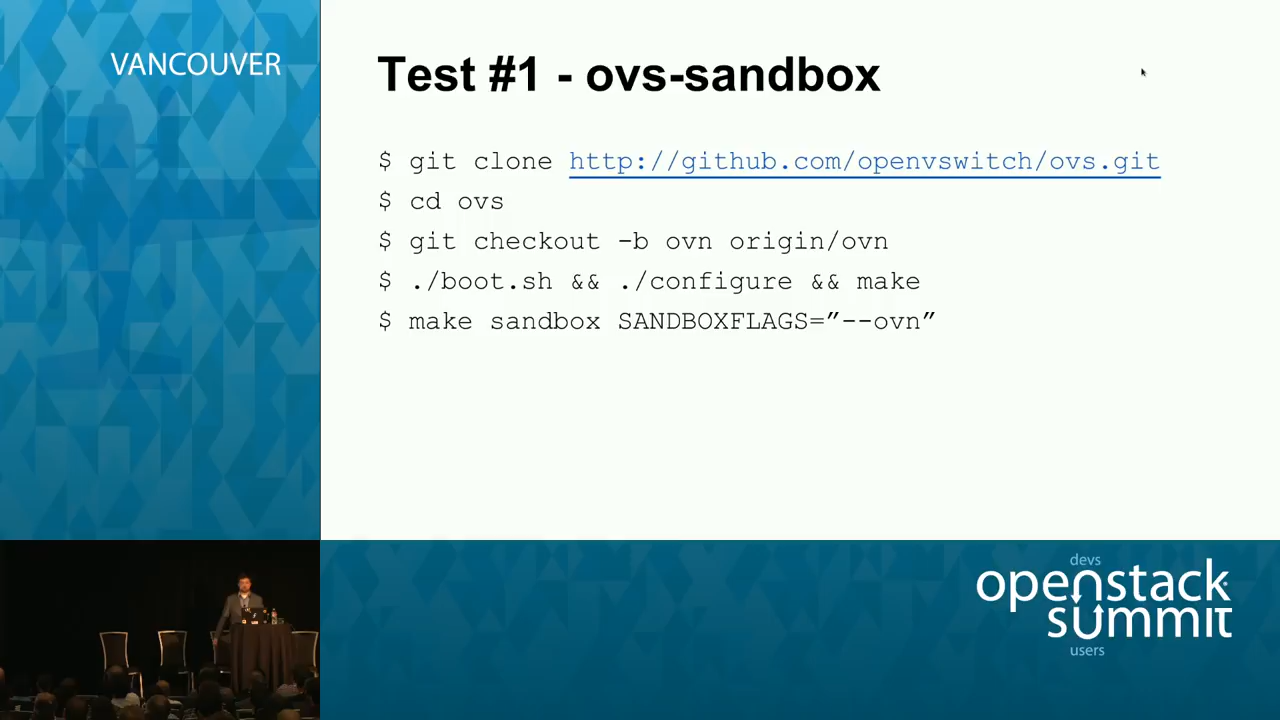 VANCOUVER
Test #1 - ovs-sandbox
$ git clone http://github.com/openvswitch/ovs.git
$ cd ovs
$ git checkout -b ovn origin/ovn
$ ./boot.sh && ./configure && make
$ make sandbox SANDBOXFLAGS=”--ovn”
devs
openstack
summit
users